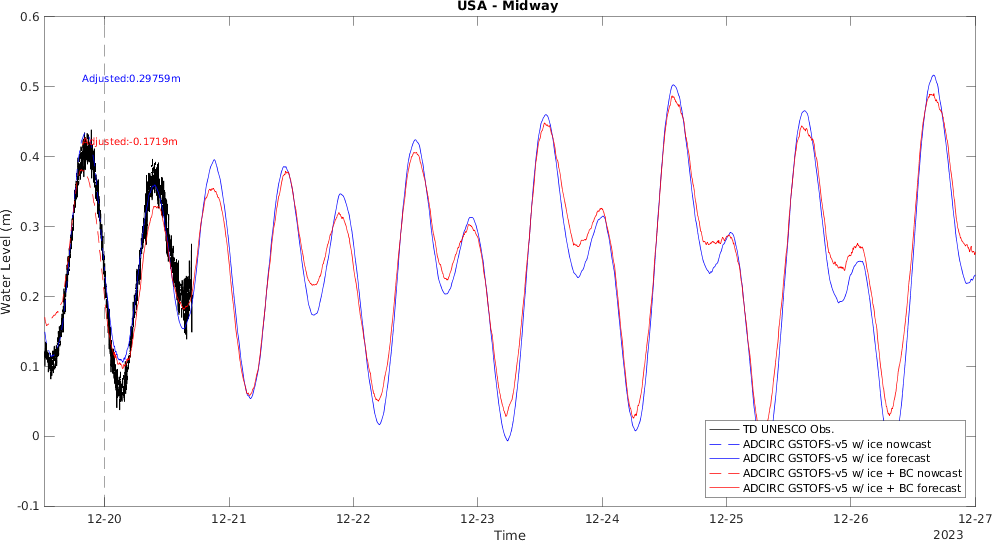 USA - Midway
0.6
0.5
0.4
0.3
0.2
0.1
0
-0.1
Water Level (m)
Adjusted:0.29759m
Adjusted:-0.1719m
TD UNESCO Obs.
ADCIRC GSTOFS-v5 w/ ice nowcast
ADCIRC GSTOFS-v5 w/ ice forecast
ADCIRC GSTOFS-v5 w/ ice + BC nowcast
ADCIRC GSTOFS-v5 w/ ice + BC forecast
12-20 12-21 12-22 12-23 12-24 12-25 12-26 12-27
Time
2023